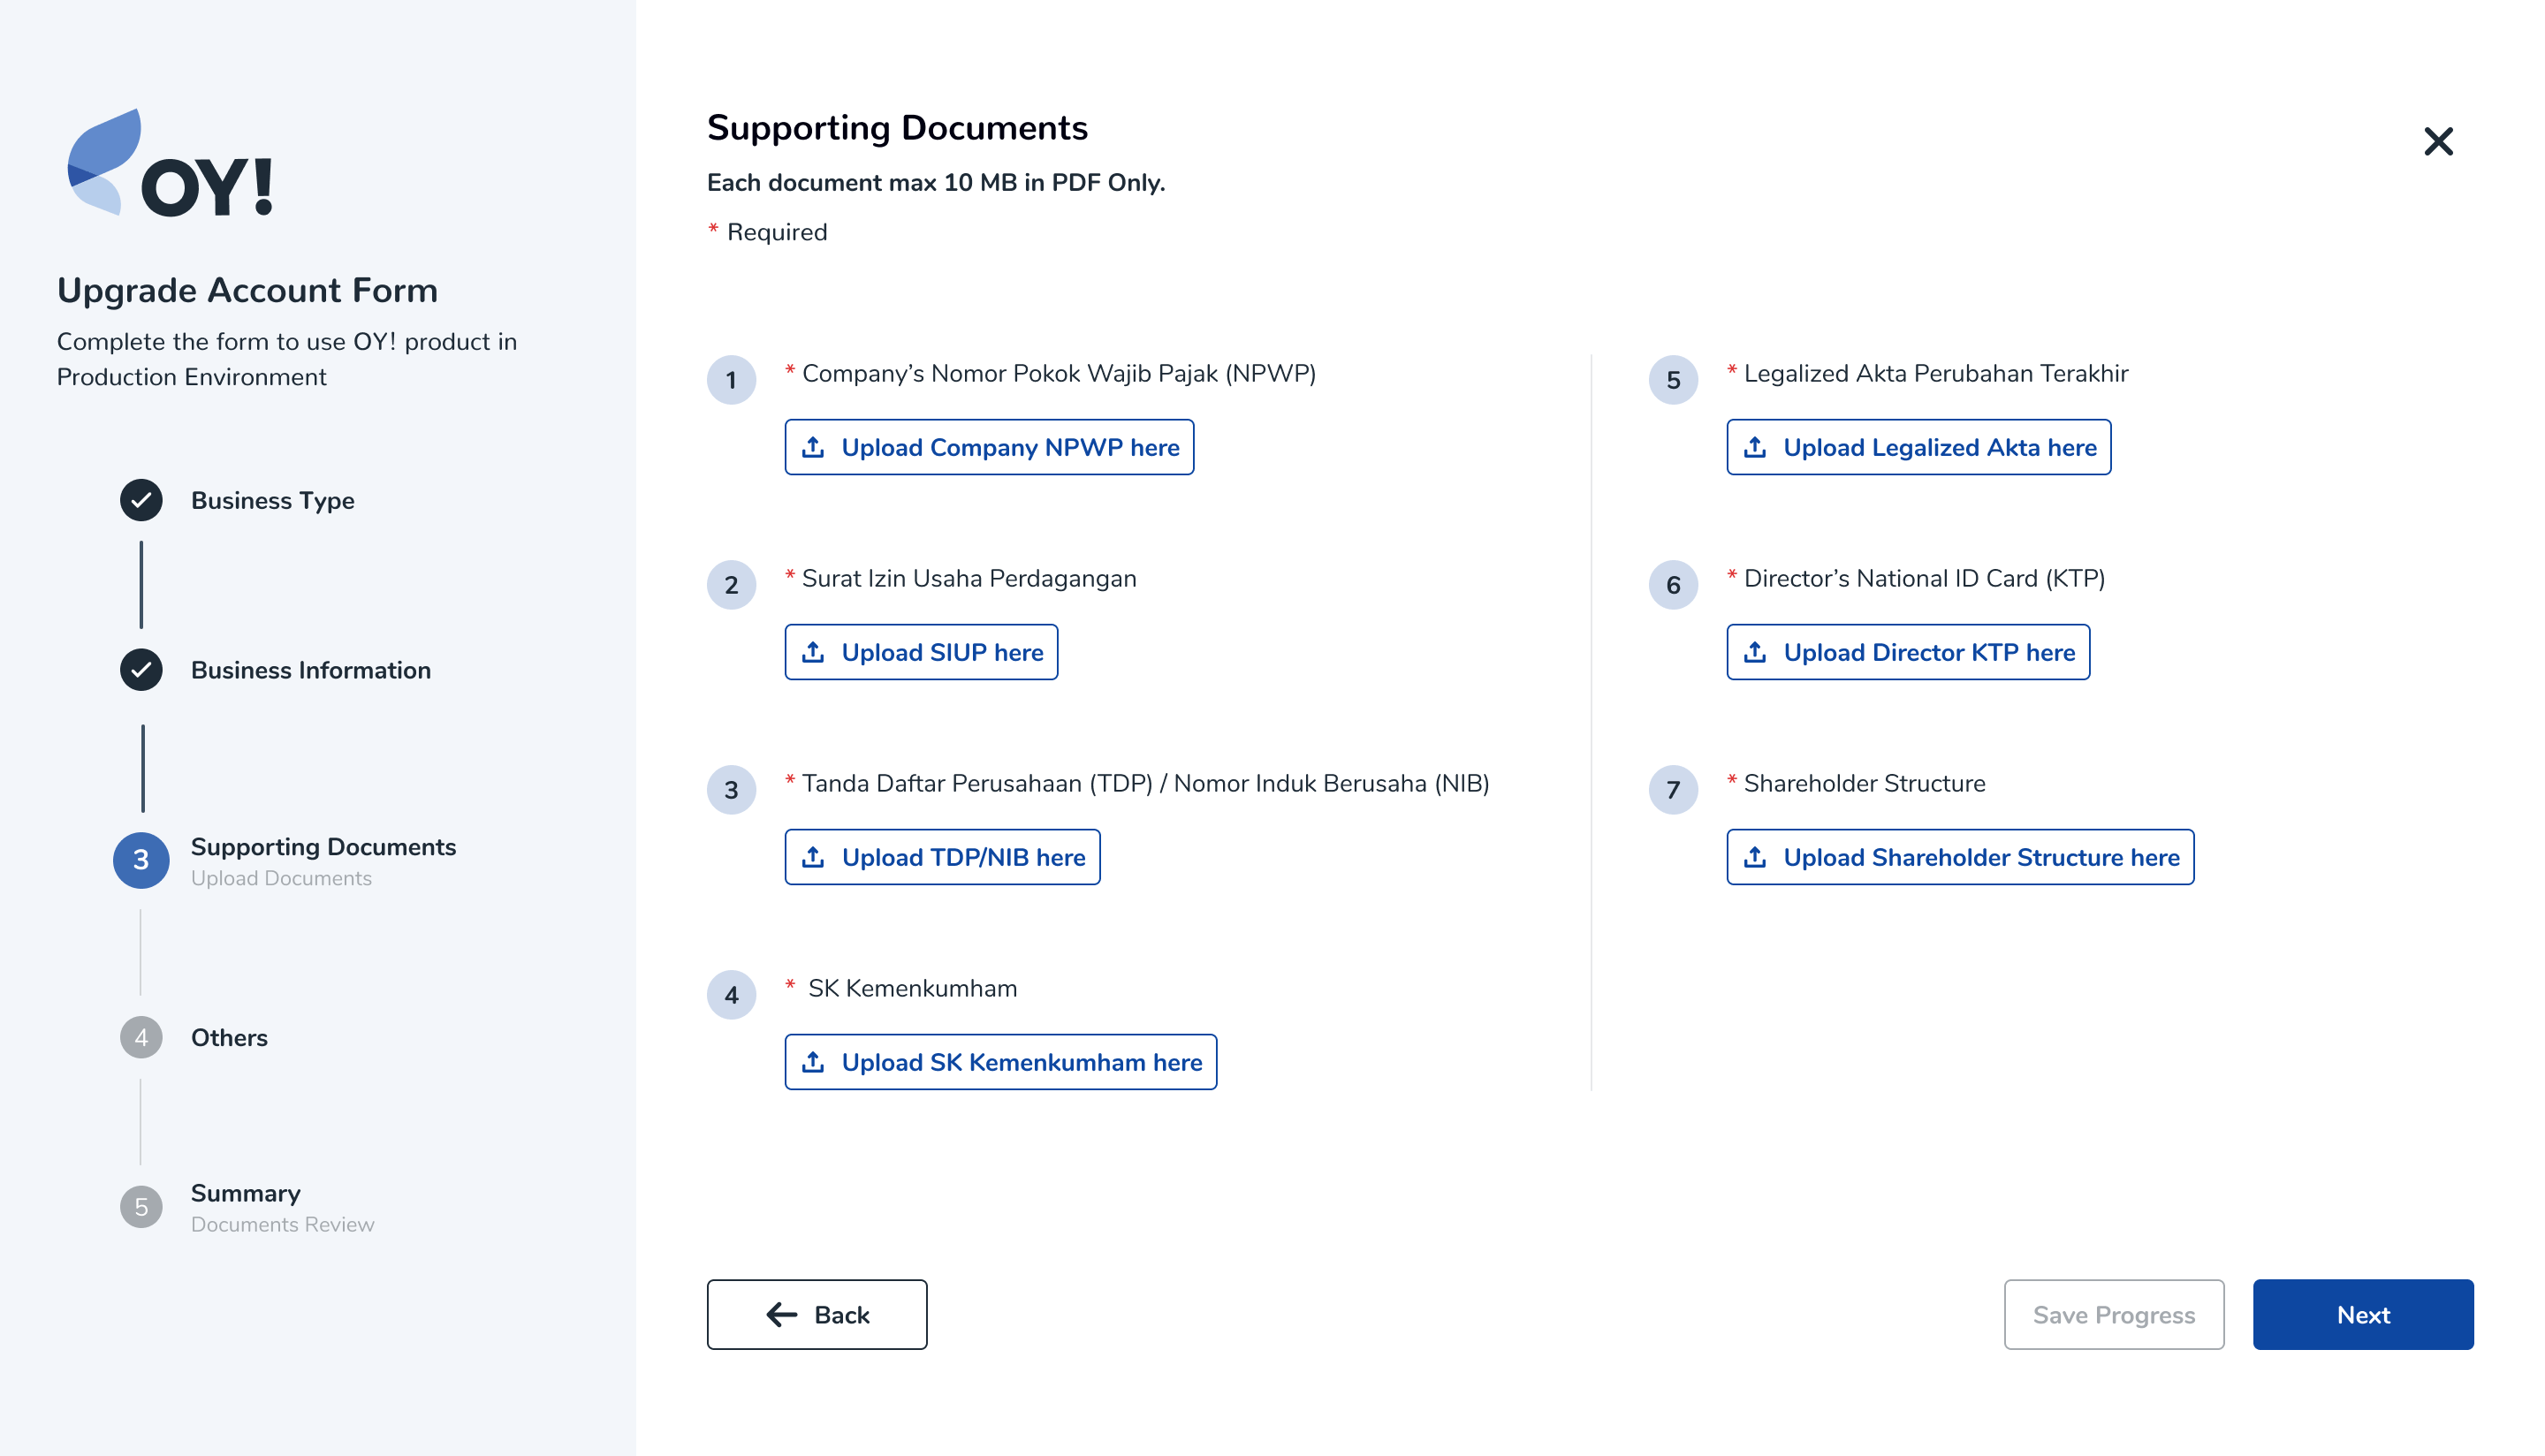 OY!
Upgrade Account Form
Complete the form to use OY! product in
Production Environment
Business Type
Business Information
3
Supporting Documents
Upload Documents
4
Others
5
Summary
Documents Review
Supporting Documents
Each document max 10 MB in PDF Only.
* Required
1
* Company’s Nomor Pokok Wajib Pajak (NPWP)
Upload Company NPWP here
2
* Surat Izin Usaha Perdagangan
Upload SIUP here
3
* Tanda Daftar Perusahaan (TDP) / Nomor Induk Berusaha (NIB)
Upload TDP/NIB here
4
* SK Kemenkumham
Upload SK Kemenkumham here
5
* Legalized Akta Perubahan Terakhir
Upload Legalized Akta here
6
* Director’s National ID Card (KTP)
Upload Director KTP here
7
* Shareholder Structure
Upload Shareholder Structure here
Back
Save Progress
Next